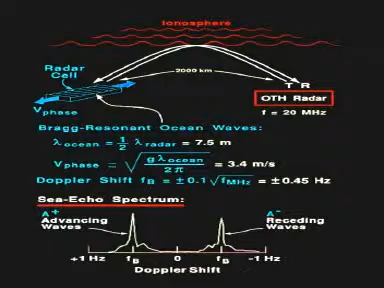 Ionosphere
Radar
Cell
2000 km
T R
OTH Radar
f = 20 MHz
Vphase
Bragg-Resonant Ocean Waves:
λocean = 1/2 λradar = 7.5 m
Vphase = √(gλocean/2π) = 3.4 m/s
Doppler Shift fB = ±0.1√fMHz = ±0.45 Hz
Sea-Echo Spectrum:
A+
Advancing
Waves
A-
Receding
Waves
+1 Hz fB 0 fB -1 Hz
Doppler Shift